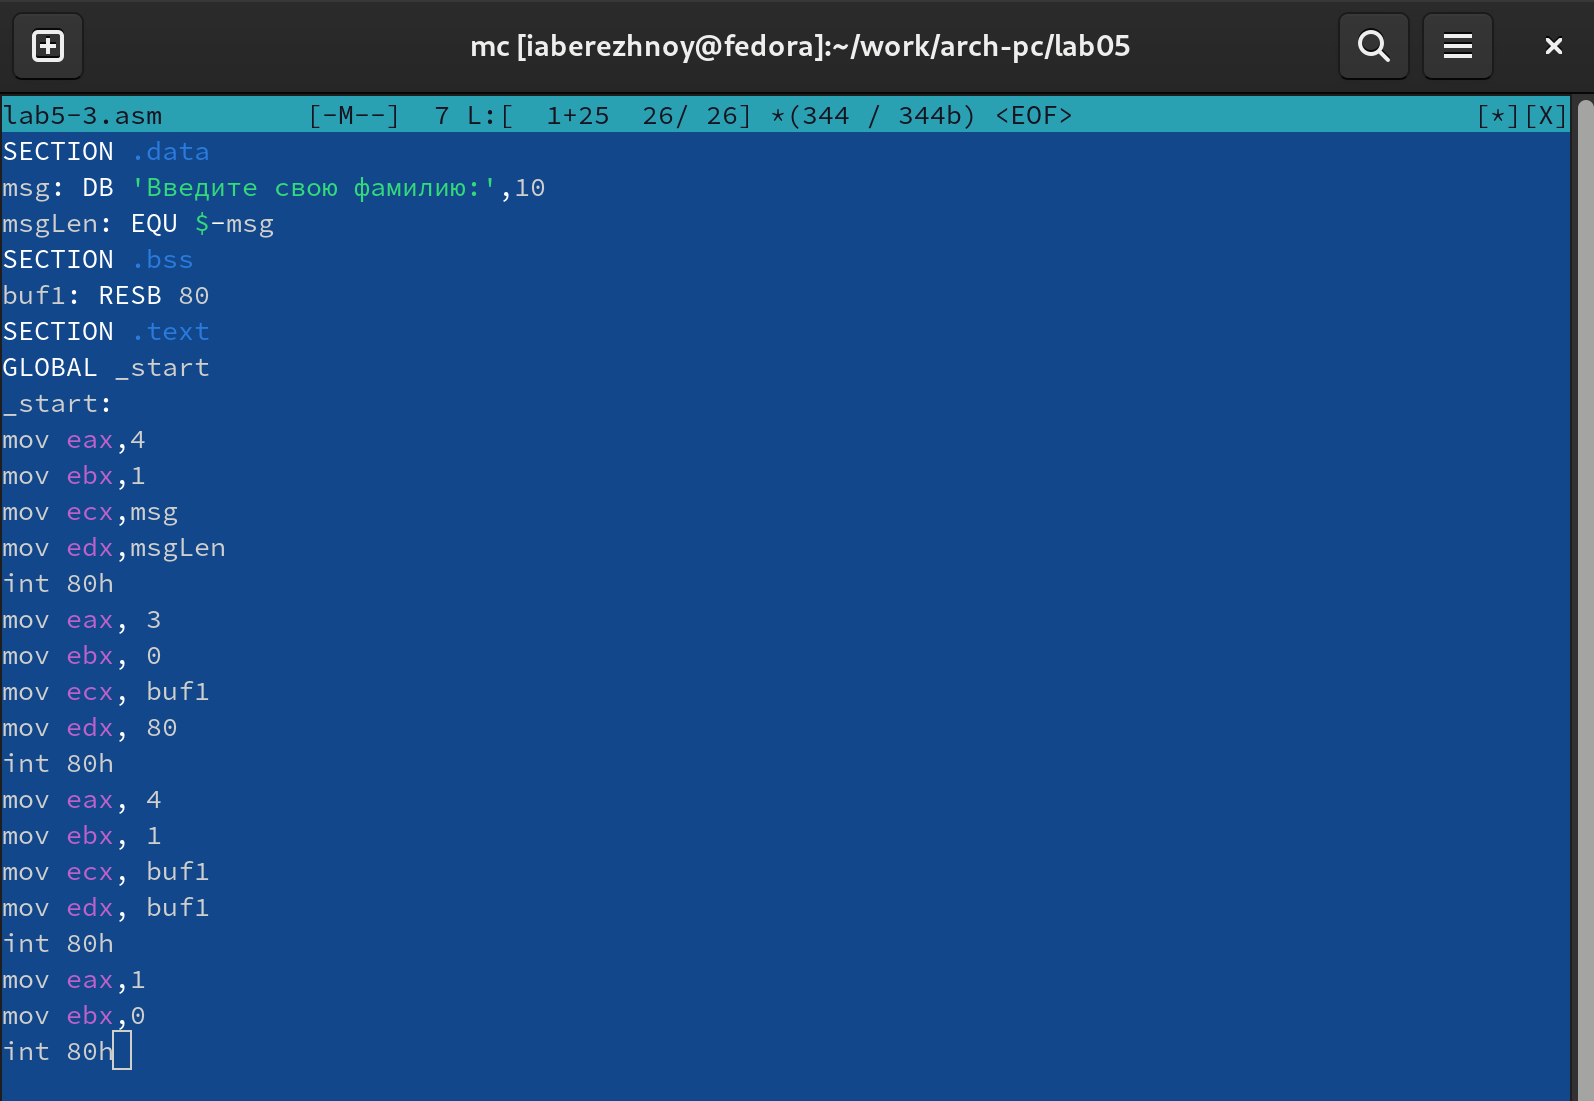 mc [iaberezhnoy@fedora]:~/work/arch-pc/lab05
lab5-3.asm [-M--] 7 L:[ 1+25 26/ 26] *(344 / 344b) <EOF> [*][X]
SECTION .data
msg: DB 'Введите свою фамилию:',10
msgLen: EQU $-msg
SECTION .bss
buf1: RESB 80
SECTION .text
GLOBAL _start
_start:
mov eax,4
mov ebx,1
mov ecx,msg
mov edx,msgLen
int 80h
mov eax, 3
mov ebx, 0
mov ecx, buf1
mov edx, 80
int 80h
mov eax, 4
mov ebx, 1
mov ecx, buf1
mov edx, buf1
int 80h
mov eax,1
mov ebx,0
int 80h